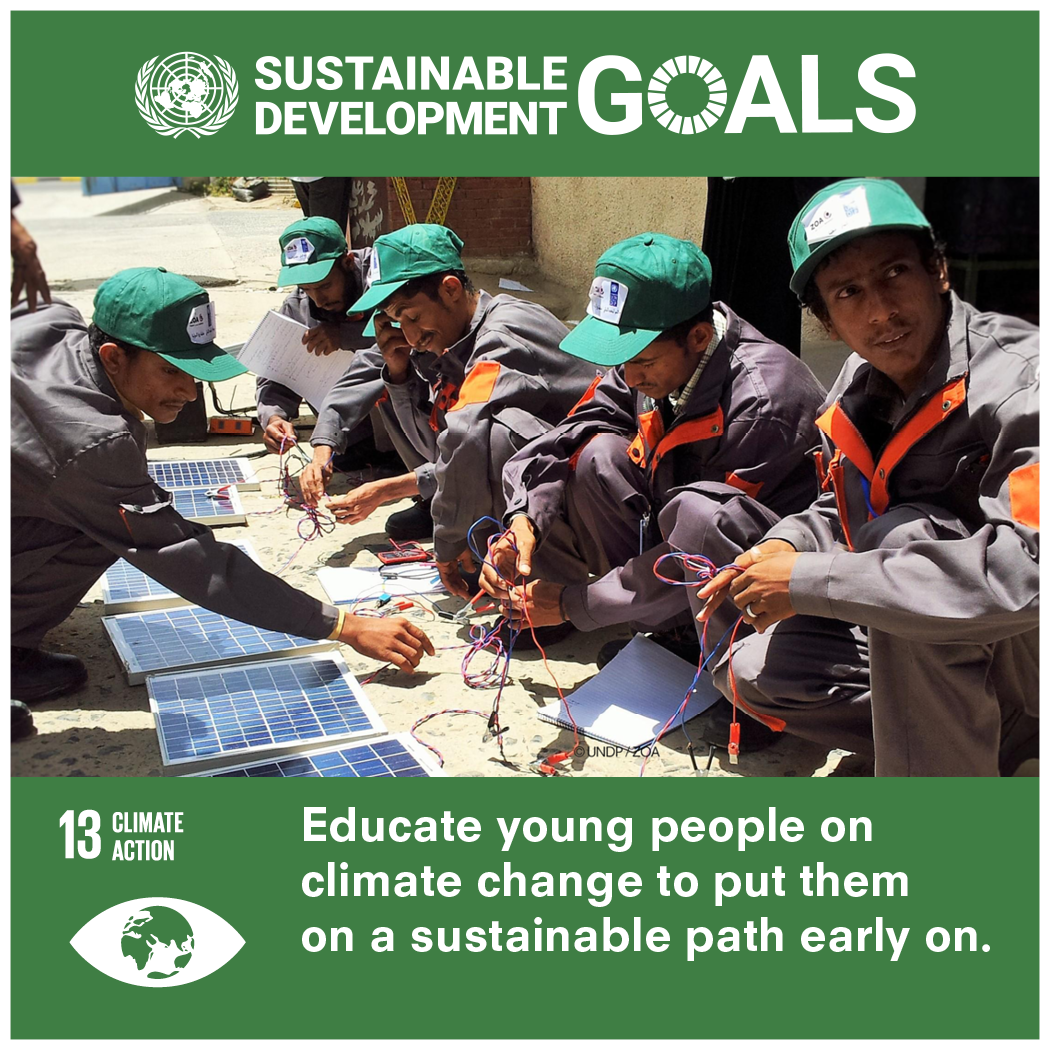 SUSTAINABLE
DEVELOPMENT
GOALS
ZOA
© UNDP / ZOA
13 CLIMATE
ACTION
Educate young people on
climate change to put them
on a sustainable path early on.